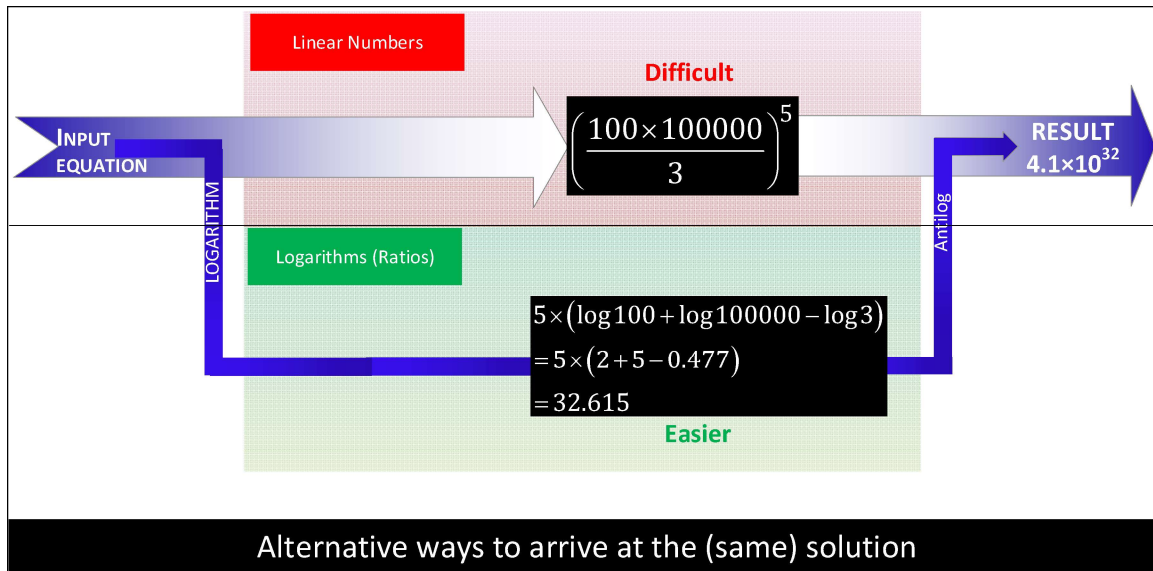 Linear Numbers
Difficult
INPUT
EQUATION
(100×100000/3)^5
RESULT
4.1×10^32
LOGARITHM
Antilog
Logarithms (Ratios)
5×(log100+log100000−log3)
=5×(2+5−0.477)
=32.615
Easier
Alternative ways to arrive at the (same) solution